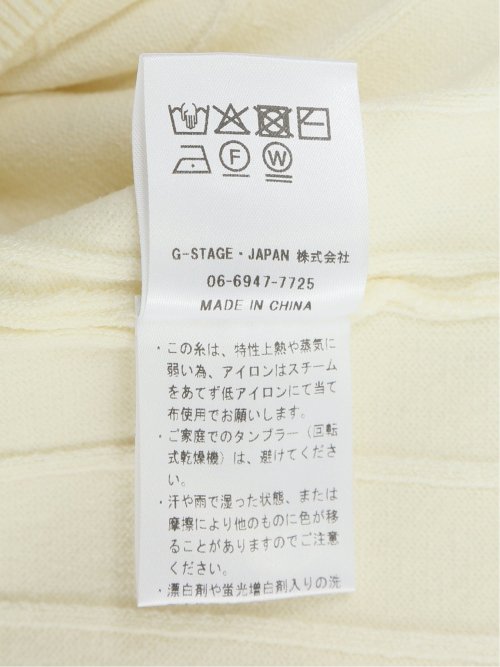 F W
G-STAGE・JAPAN 株式会社
06-6947-7725
MADE IN CHINA
・この糸は、特性上熱や蒸気に
弱い為、アイロンはスチーム
をあてず低アイロンにて当て
布使用でお願いします。
・ご家庭でのタンブラー（回転
式乾燥機）は、避けてくださ
い。
・汗や雨で湿った状態、または
摩擦により他のものに色が移
ることがありますのでご注意
ください。
・漂白剤や蛍光増白剤入りの洗